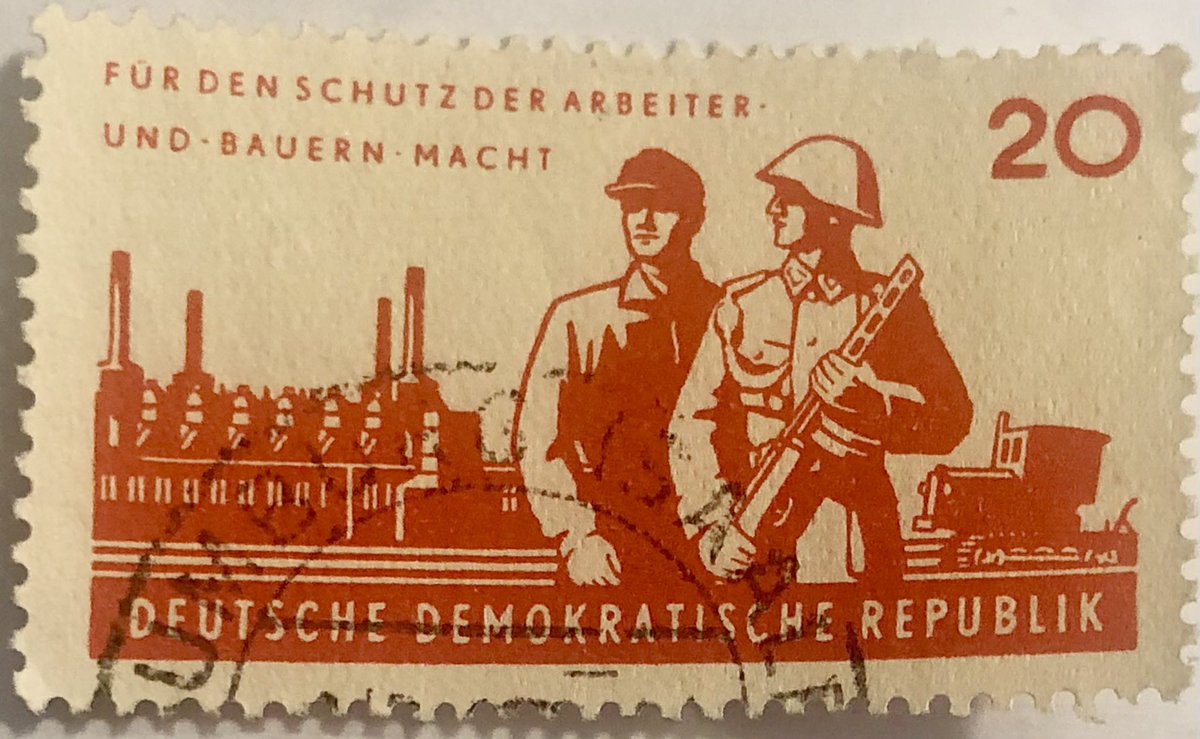 FÜR DEN SCHUTZ DER ARBEITER-
UND-BAUERN-MACHT
20
DEUTSCHE DEMOKRATISCHE REPUBLIK